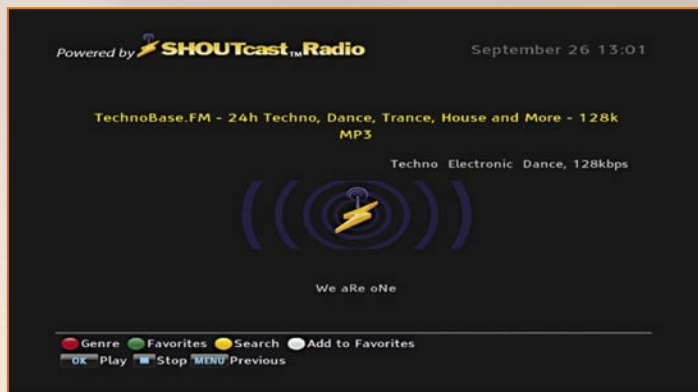 Powered by SHOUTcast™ Radio
September 26 13:01
TechnoBase.FM - 24h Techno, Dance, Trance, House and More - 128k
MP3
Techno Electronic Dance, 128kbps
We aRe oNe
Genre Favorites Search Add to Favorites
OK Play Stop MENU Previous